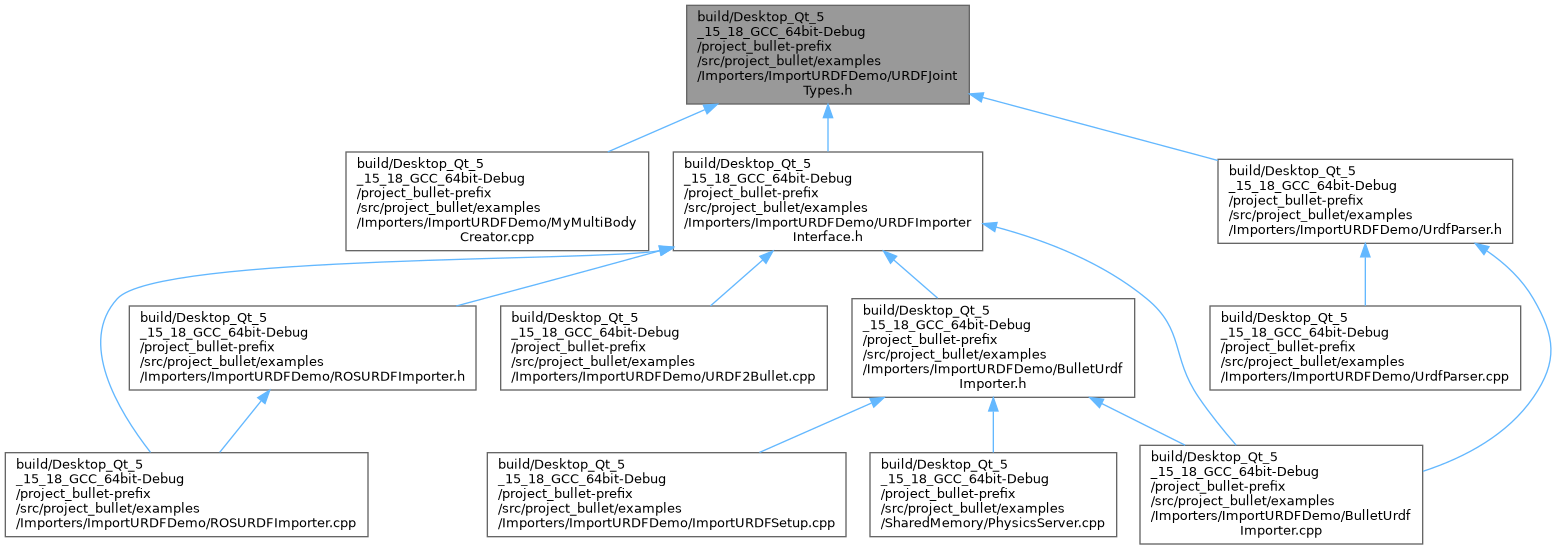 build/Desktop_Qt_5
_15_18_GCC_64bit-Debug
/project_bullet-prefix
/src/project_bullet/examples
/Importers/ImportURDFDemo/URDFJoint
Types.h
build/Desktop_Qt_5
_15_18_GCC_64bit-Debug
/project_bullet-prefix
/src/project_bullet/examples
/Importers/ImportURDFDemo/MyMultiBody
Creator.cpp
build/Desktop_Qt_5
_15_18_GCC_64bit-Debug
/project_bullet-prefix
/src/project_bullet/examples
/Importers/ImportURDFDemo/URDFImporter
Interface.h
build/Desktop_Qt_5
_15_18_GCC_64bit-Debug
/project_bullet-prefix
/src/project_bullet/examples
/Importers/ImportURDFDemo/UrdfParser.h
build/Desktop_Qt_5
_15_18_GCC_64bit-Debug
/project_bullet-prefix
/src/project_bullet/examples
/Importers/ImportURDFDemo/ROSURDFImporter.h
build/Desktop_Qt_5
_15_18_GCC_64bit-Debug
/project_bullet-prefix
/src/project_bullet/examples
/Importers/ImportURDFDemo/URDF2Bullet.cpp
build/Desktop_Qt_5
_15_18_GCC_64bit-Debug
/project_bullet-prefix
/src/project_bullet/examples
/Importers/ImportURDFDemo/BulletUrdf
Importer.h
build/Desktop_Qt_5
_15_18_GCC_64bit-Debug
/project_bullet-prefix
/src/project_bullet/examples
/Importers/ImportURDFDemo/UrdfParser.cpp
build/Desktop_Qt_5
_15_18_GCC_64bit-Debug
/project_bullet-prefix
/src/project_bullet/examples
/Importers/ImportURDFDemo/ROSURDFImporter.cpp
build/Desktop_Qt_5
_15_18_GCC_64bit-Debug
/project_bullet-prefix
/src/project_bullet/examples
/Importers/ImportURDFDemo/ImportURDFSetup.cpp
build/Desktop_Qt_5
_15_18_GCC_64bit-Debug
/project_bullet-prefix
/src/project_bullet/examples
/SharedMemory/PhysicsServer.cpp
build/Desktop_Qt_5
_15_18_GCC_64bit-Debug
/project_bullet-prefix
/src/project_bullet/examples
/Importers/ImportURDFDemo/BulletUrdf
Importer.cpp